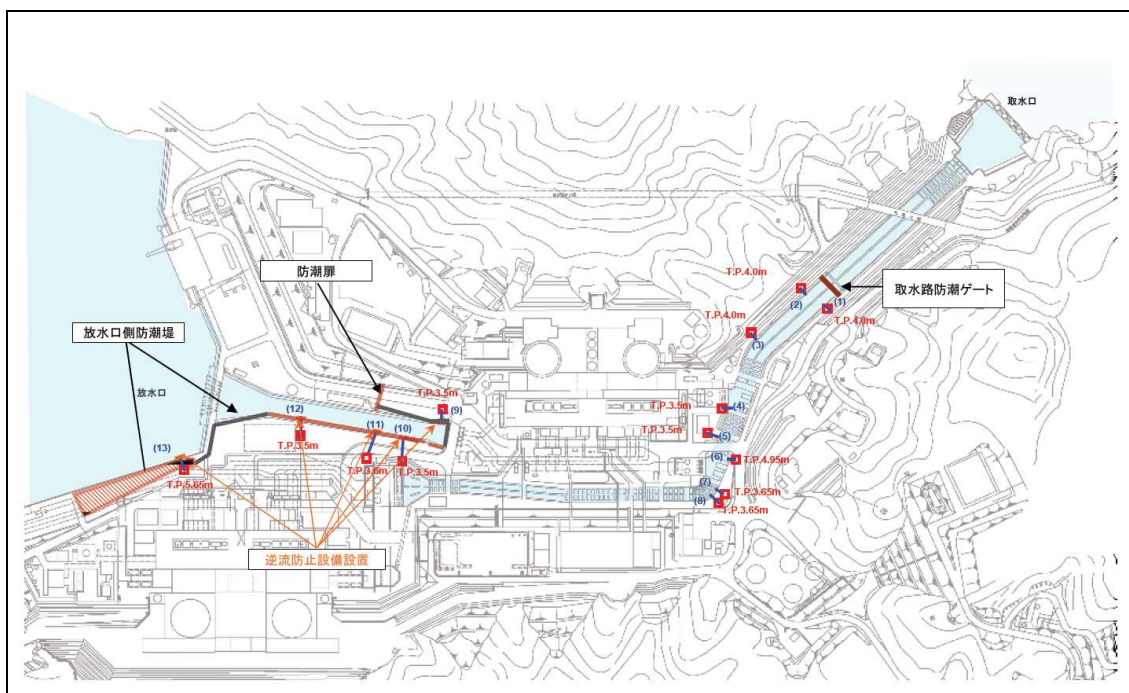 取水口
防潮扉
T.P.4.0m
(2)
(1)
取水路防潮ゲート
T.P.4.0m
T.P.4.0m
(3)
放水口側防潮堤
放水口
T.P.3.5m
(9)
(12)
(11)
(10)
T.P.3.5m
(4)
T.P.3.5m
(5)
T.P.3.5m
(13)
(6)
T.P.4.95m
T.P.3.5m
T.P.5.65m
(7)
T.P.3.65m
(8)
T.P.3.65m
逆流防止設備設置